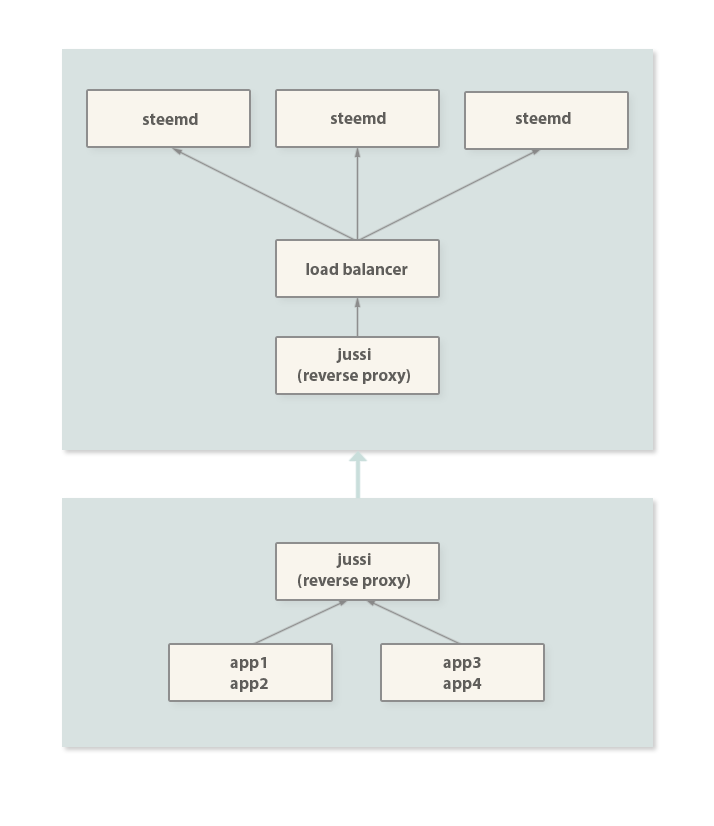 steemd
steemd
steemd
load balancer
jussi
(reverse proxy)
jussi
(reverse proxy)
app1
app2
app3
app4